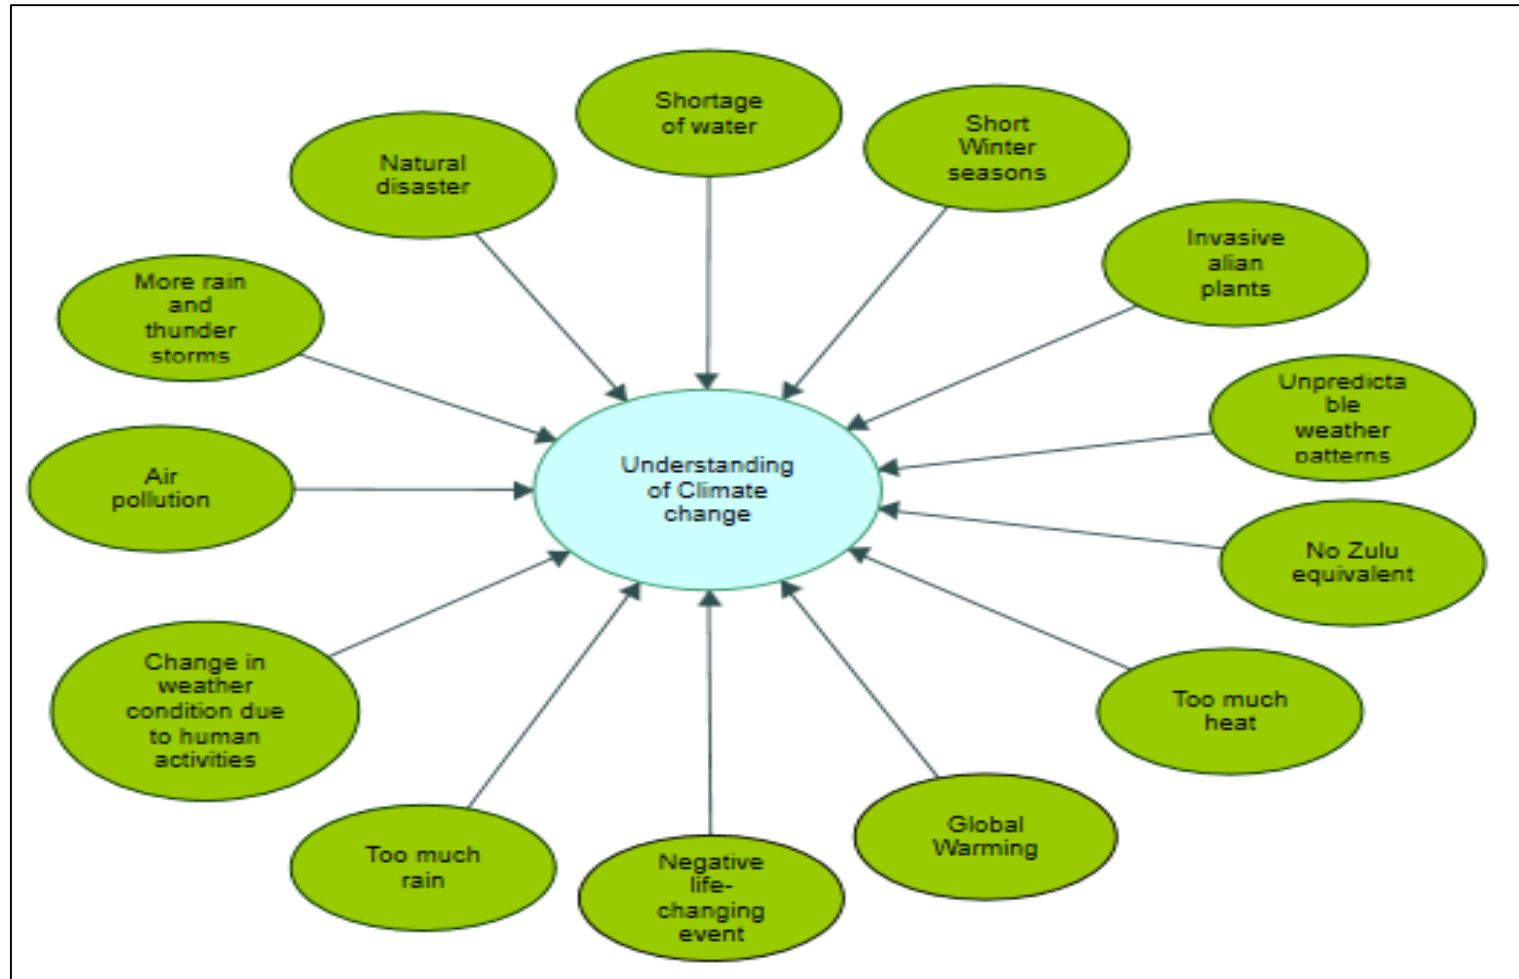 Shortage
of water
Short
Winter
seasons
Natural
disaster
Invasive
alian
plants
More rain
and
thunder
storms
Unpredicta
ble
weather
patterns
Understanding
of Climate
change
Air
pollution
No Zulu
equivalent
Change in
weather
condition due
to human
activities
Too much
heat
Global
Warming
Too much
rain
Negative
life-
changing
event